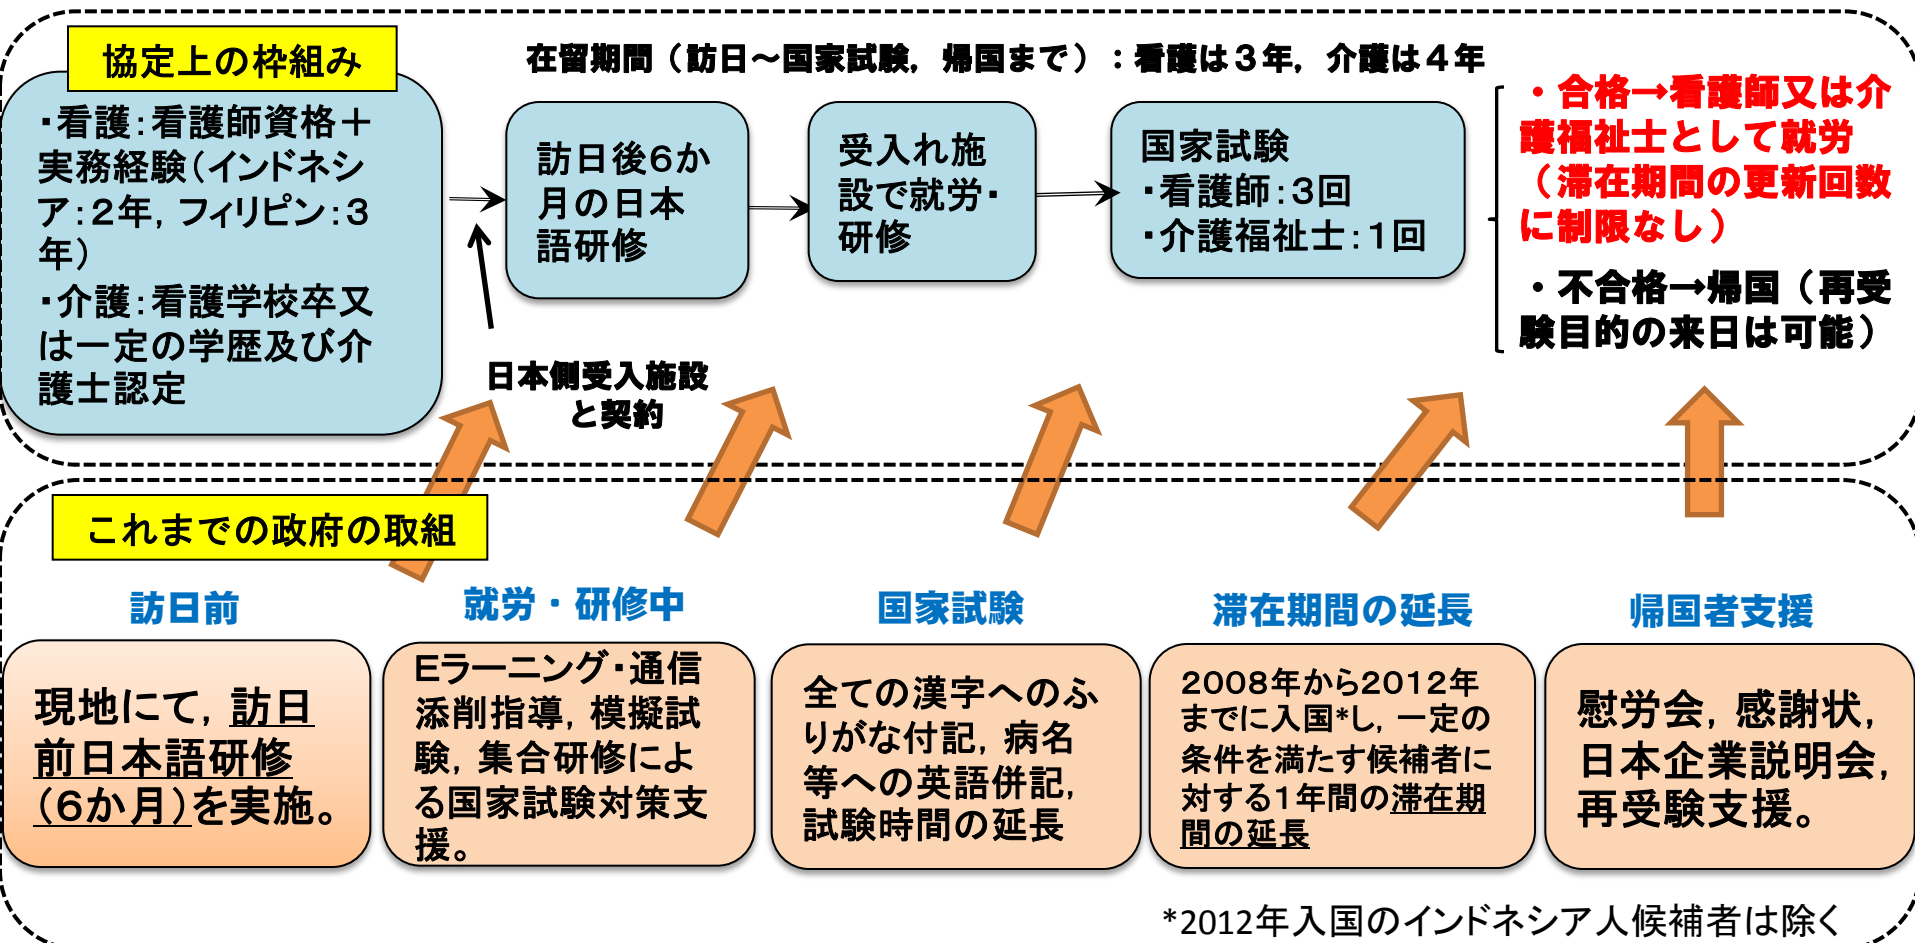 協定上の枠組み
在留期間（訪日～国家試験，帰国まで）：看護は３年，介護は４年
・看護：看護師資格＋
実務経験（インドネシ
ア：２年，フィリピン：３
年）
・介護：看護学校卒又
は一定の学歴及び介
護士認定
訪日後６か
月の日本
語研修
受入れ施
設で就労・
研修
国家試験
・看護師：３回
・介護福祉士：１回
・合格→看護師又は介
護福祉士として就労
（滞在期間の更新回数
に制限なし）
・不合格→帰国（再受
験目的の来日は可能）
日本側受入施設
と契約
これまでの政府の取組
訪日前
現地にて，訪日
前日本語研修
（６か月）を実施。
就労・研修中
Ｅラーニング・通信
添削指導，模擬試
験，集合研修によ
る国家試験対策支
援。
国家試験
全ての漢字へのふ
りがな付記，病名
等への英語併記，
試験時間の延長
滞在期間の延長
２００８年から２０１２年
までに入国*し，一定の
条件を満たす候補者に
対する１年間の滞在期
間の延長
帰国者支援
慰労会，感謝状，
日本企業説明会，
再受験支援。
*2012年入国のインドネシア人候補者は除く